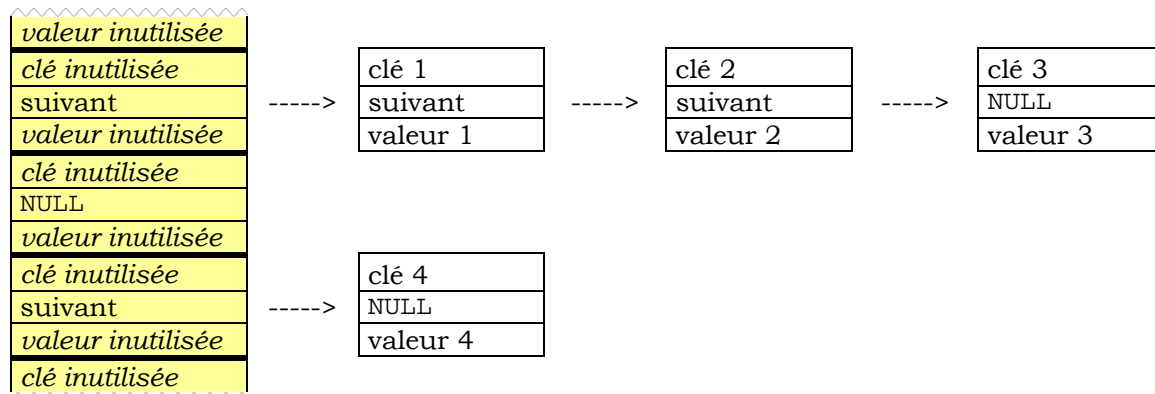 valeur inutilisée
clé inutilisée clé 1 clé 2 clé 3
suivant -----> suivant -----> suivant -----> NULL
valeur inutilisée valeur 1 valeur 2 valeur 3
clé inutilisée
NULL
valeur inutilisée
clé inutilisée clé 4
suivant -----> NULL
valeur inutilisée valeur 4
clé inutilisée